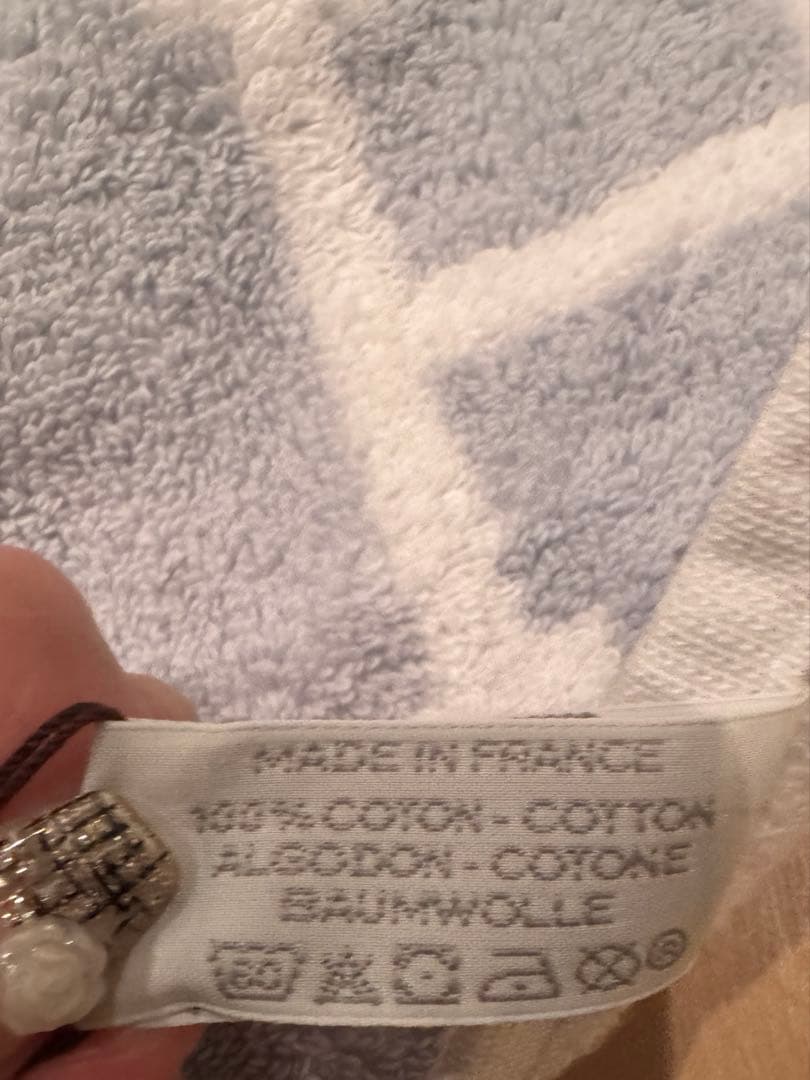 MADE IN FRANCE
100% COTON - COTTON
ALGODON - COTONE
BAUMWOLLE
®